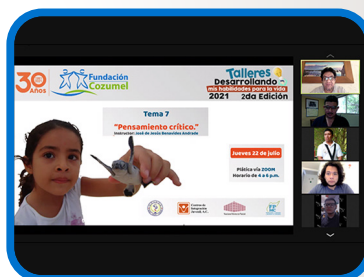 30 Años
Fundación
Cozumel
Talleres
Desarrollando
mis habilidades para la vida
2021 2da Edición
Tema 7
"Pensamiento crítico."
Instructor: José de Jesús Benavides Andrade
Jueves 22 de julio
Plática vía ZOOM
Horario de 4 a 6 p.m.